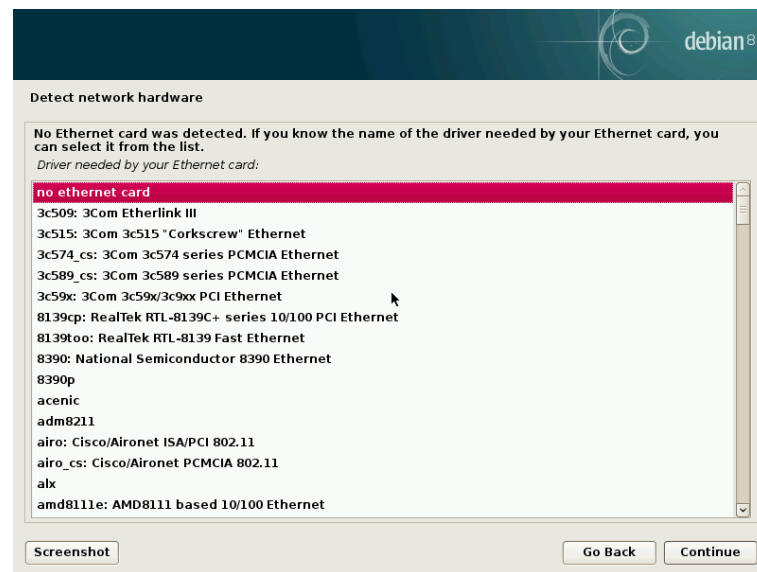 debian 8
Detect network hardware
No Ethernet card was detected. If you know the name of the driver needed by your Ethernet card, you
can select it from the list.
Driver needed by your Ethernet card:
no ethernet card
3c509: 3Com Etherlink III
3c515: 3Com 3c515 "Corkscrew" Ethernet
3c574_cs: 3Com 3c574 series PCMCIA Ethernet
3c589_cs: 3Com 3c589 series PCMCIA Ethernet
3c59x: 3Com 3c59x/3c9xx PCI Ethernet
8139cp: RealTek RTL-8139C+ series 10/100 PCI Ethernet
8139too: RealTek RTL-8139 Fast Ethernet
8390: National Semiconductor 8390 Ethernet
8390p
acenic
adm8211
airo: Cisco/Aironet ISA/PCI 802.11
airo_cs: Cisco/Aironet PCMCIA 802.11
alx
amd8111e: AMD8111 based 10/100 Ethernet
Screenshot Go Back Continue